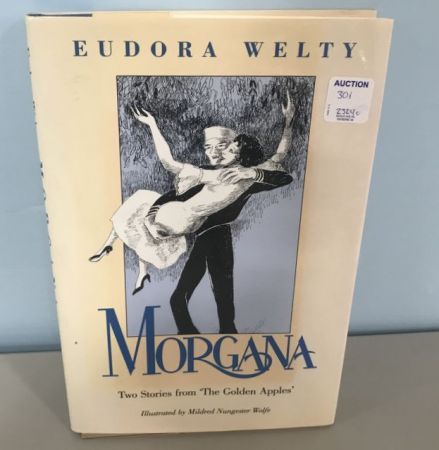 EUDORA WELTY
AUCTION
301
MORGANA
Two Stories from 'The Golden Apples'
Illustrated by Mildred Nungester Wolfe